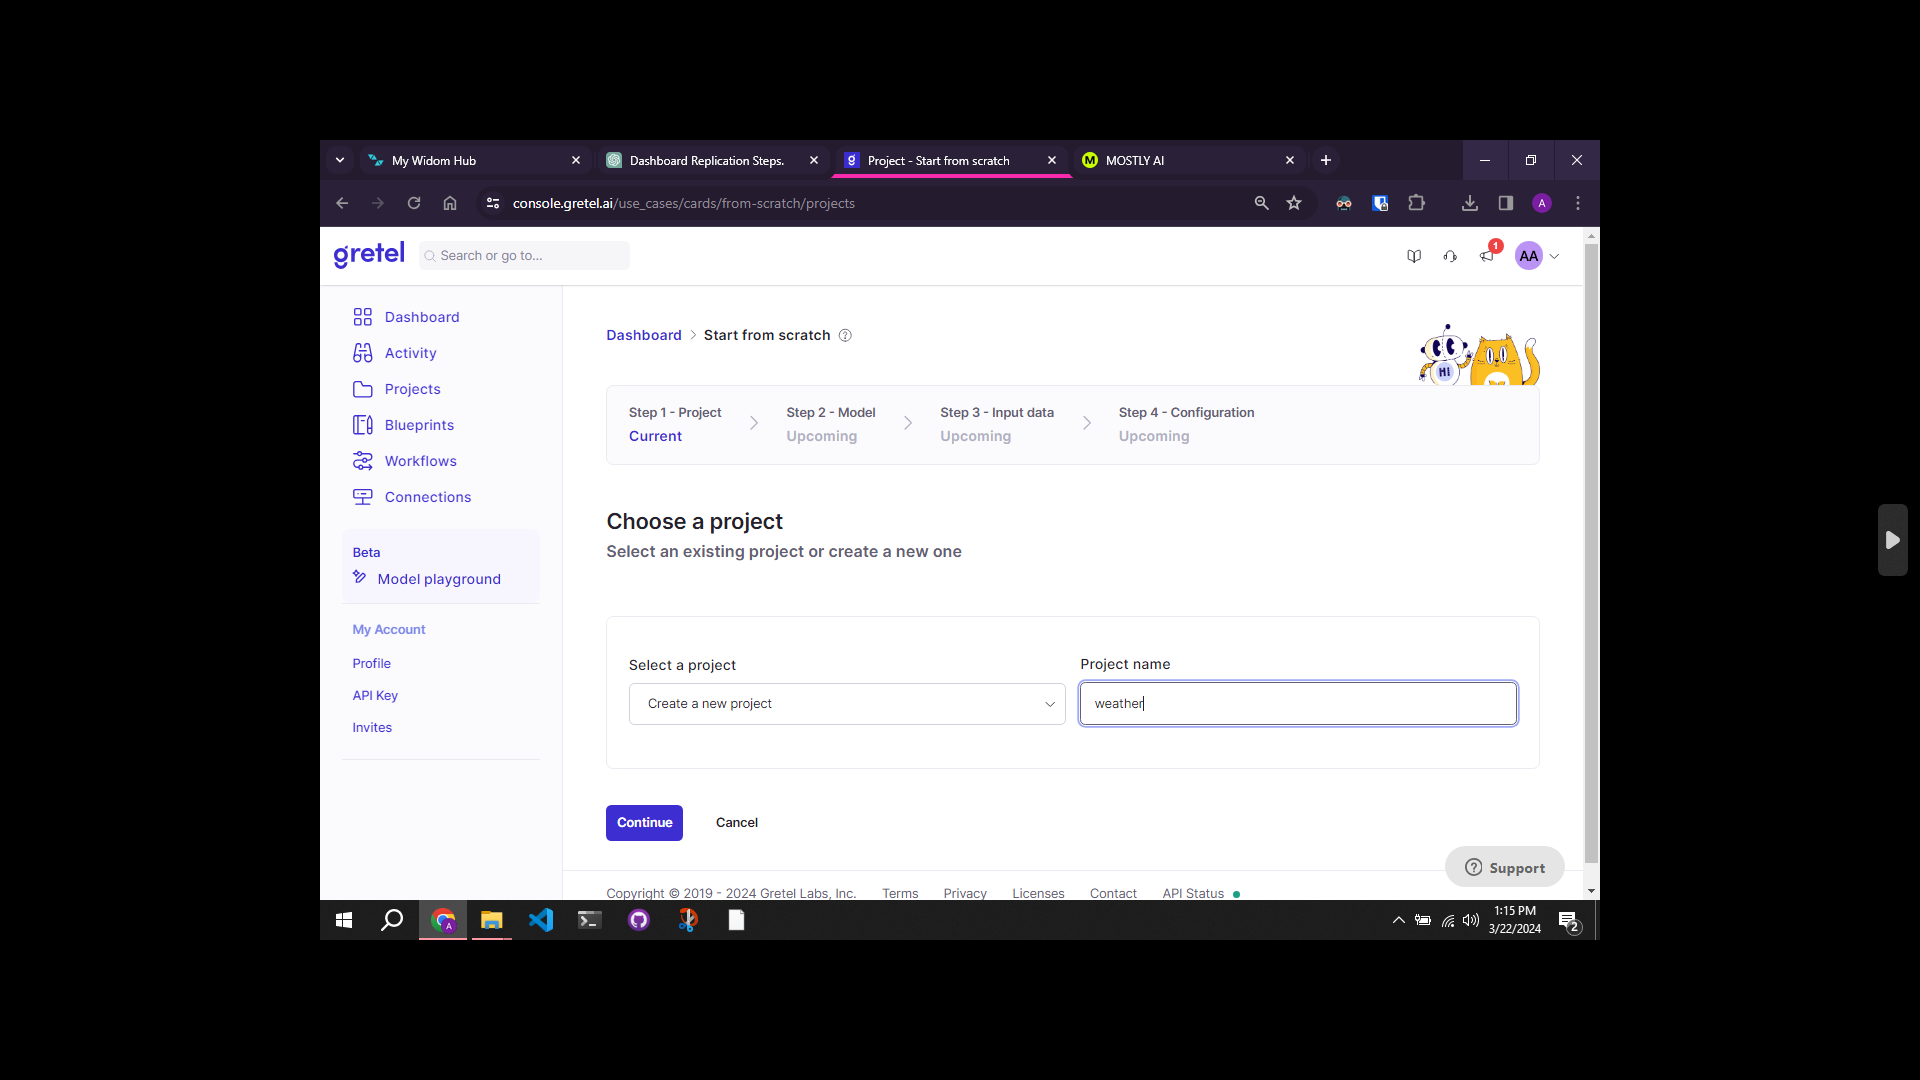 My Widom Hub
Dashboard Replication Steps.
g
Project - Start from scratch
M
MOSTLY AI
console.gretel.ai/use_cases/cards/from-scratch/projects
A
gretel
Search or go to...
1
AA
Dashboard
Activity
Projects
Blueprints
Workflows
Connections
Beta
Model playground
My Account
Profile
API Key
Invites
Dashboard > Start from scratch
Hi
Step 1 - Project
Current
Step 2 - Model
Upcoming
Step 3 - Input data
Upcoming
Step 4 - Configuration
Upcoming
Choose a project
Select an existing project or create a new one
Select a project
Create a new project
Project name
weather
Continue
Cancel
Support
Copyright © 2019 - 2024 Gretel Labs, Inc.
Terms
Privacy
Licenses
Contact
API Status
A
1:15 PM
3/22/2024
2